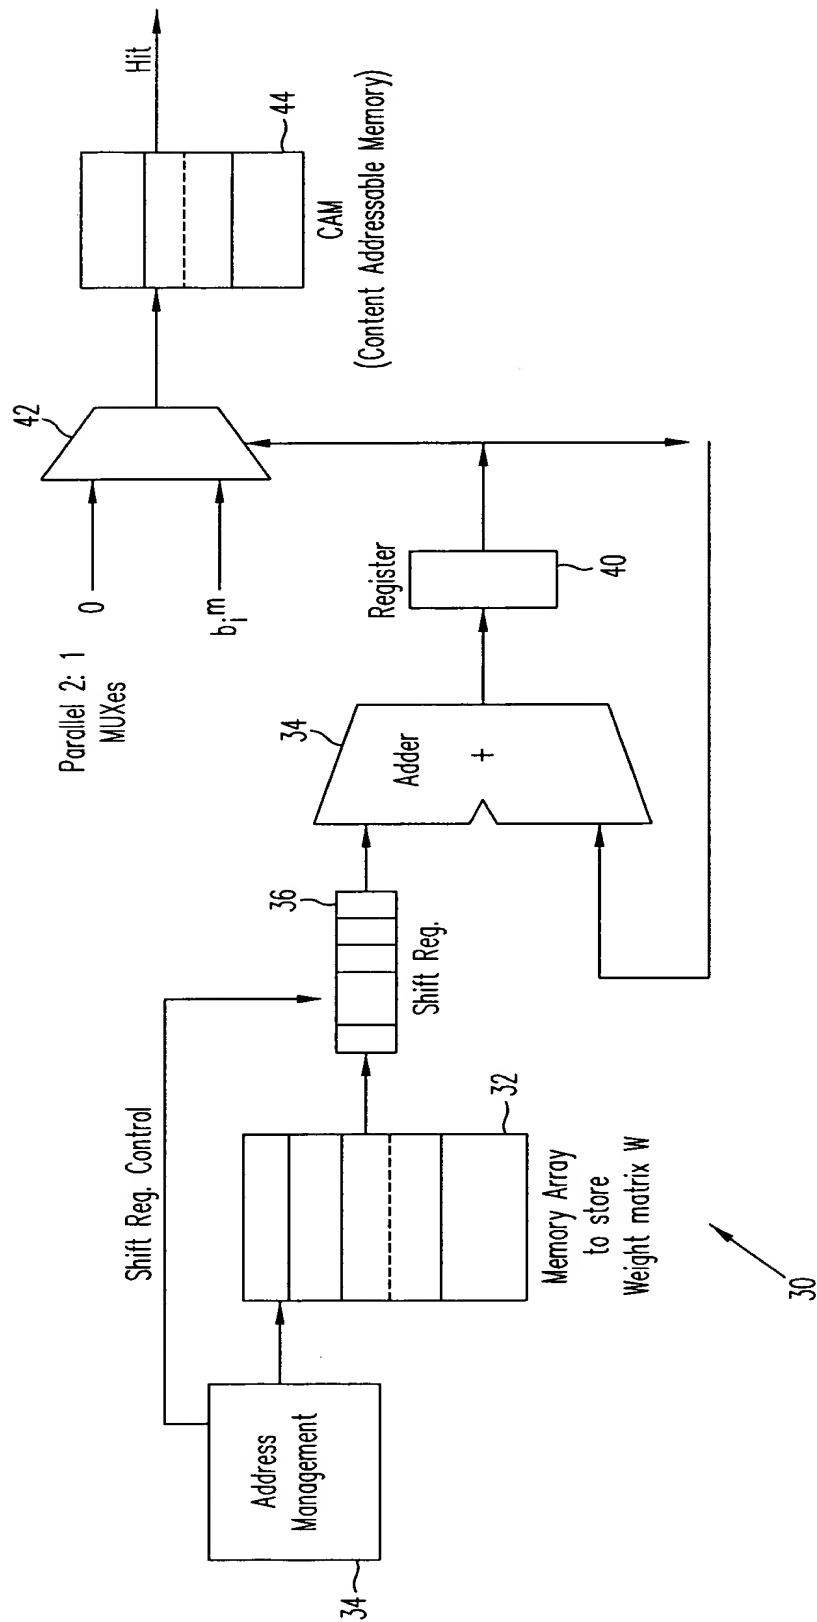 34
Address
Management
Shift Reg. Control
32
Memory Array
to store
Weight matrix W
30
36
Shift Reg.
34
Adder
+
Register
40
Parallel 2: 1
MUXes
0
b_i^m
42
44
CAM
(Content Addressable Memory)
Hit